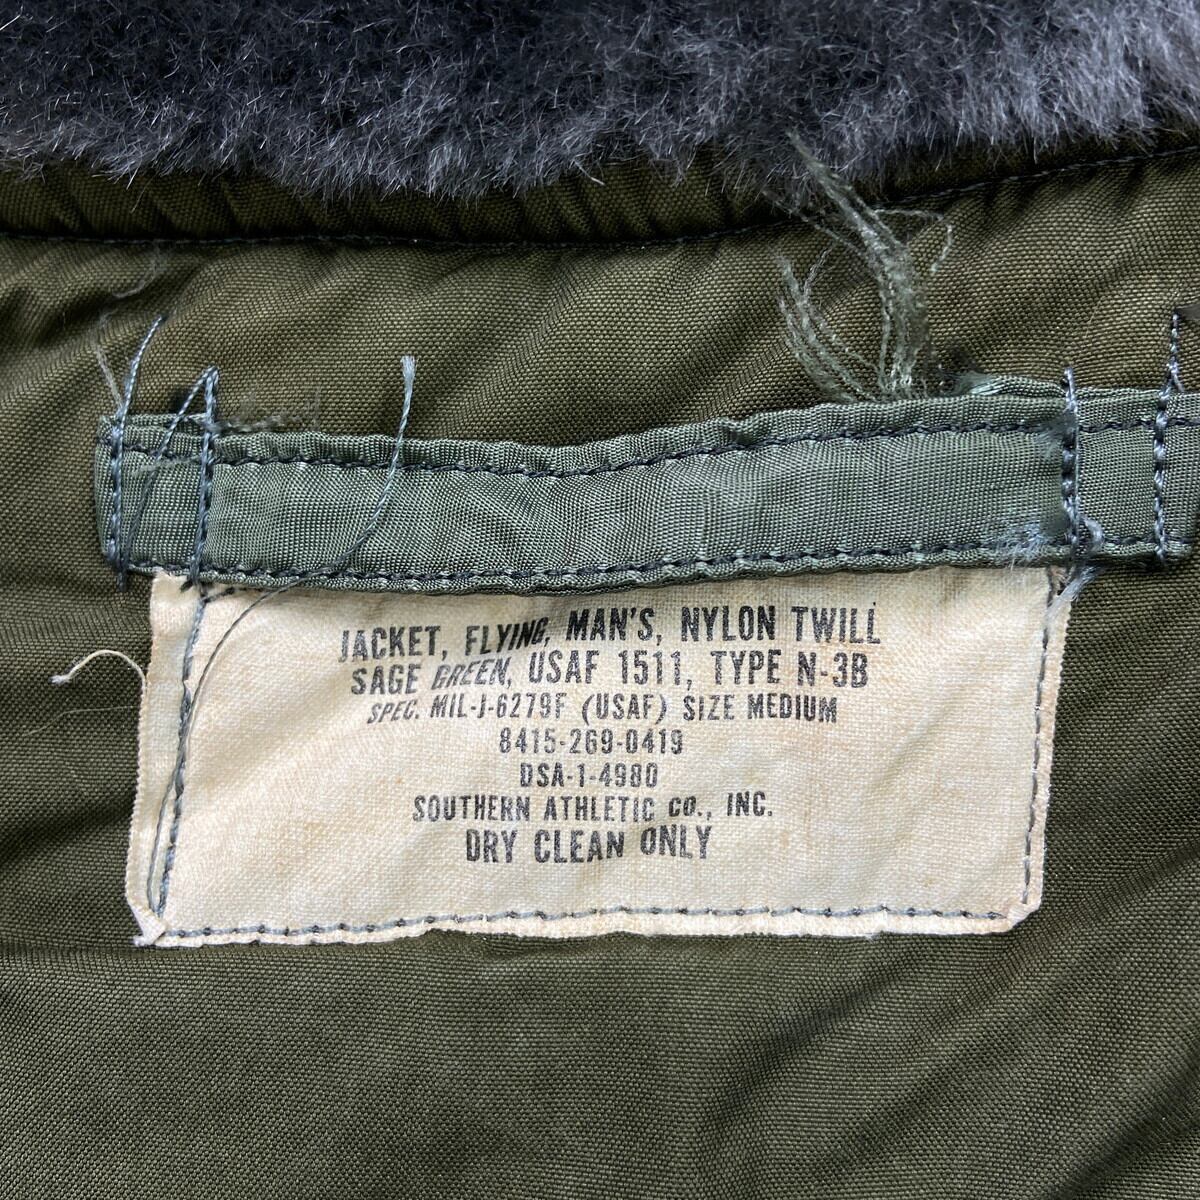 JACKET, FLYING, MAN'S, NYLON TWILL
SAGE GREEN, USAF 1511, TYPE N-3B
SPEC. MIL-J-6279F (USAF) SIZE MEDIUM
8415-269-0419
DSA-1-4980
SOUTHERN ATHLETIC CO., INC.
DRY CLEAN ONLY